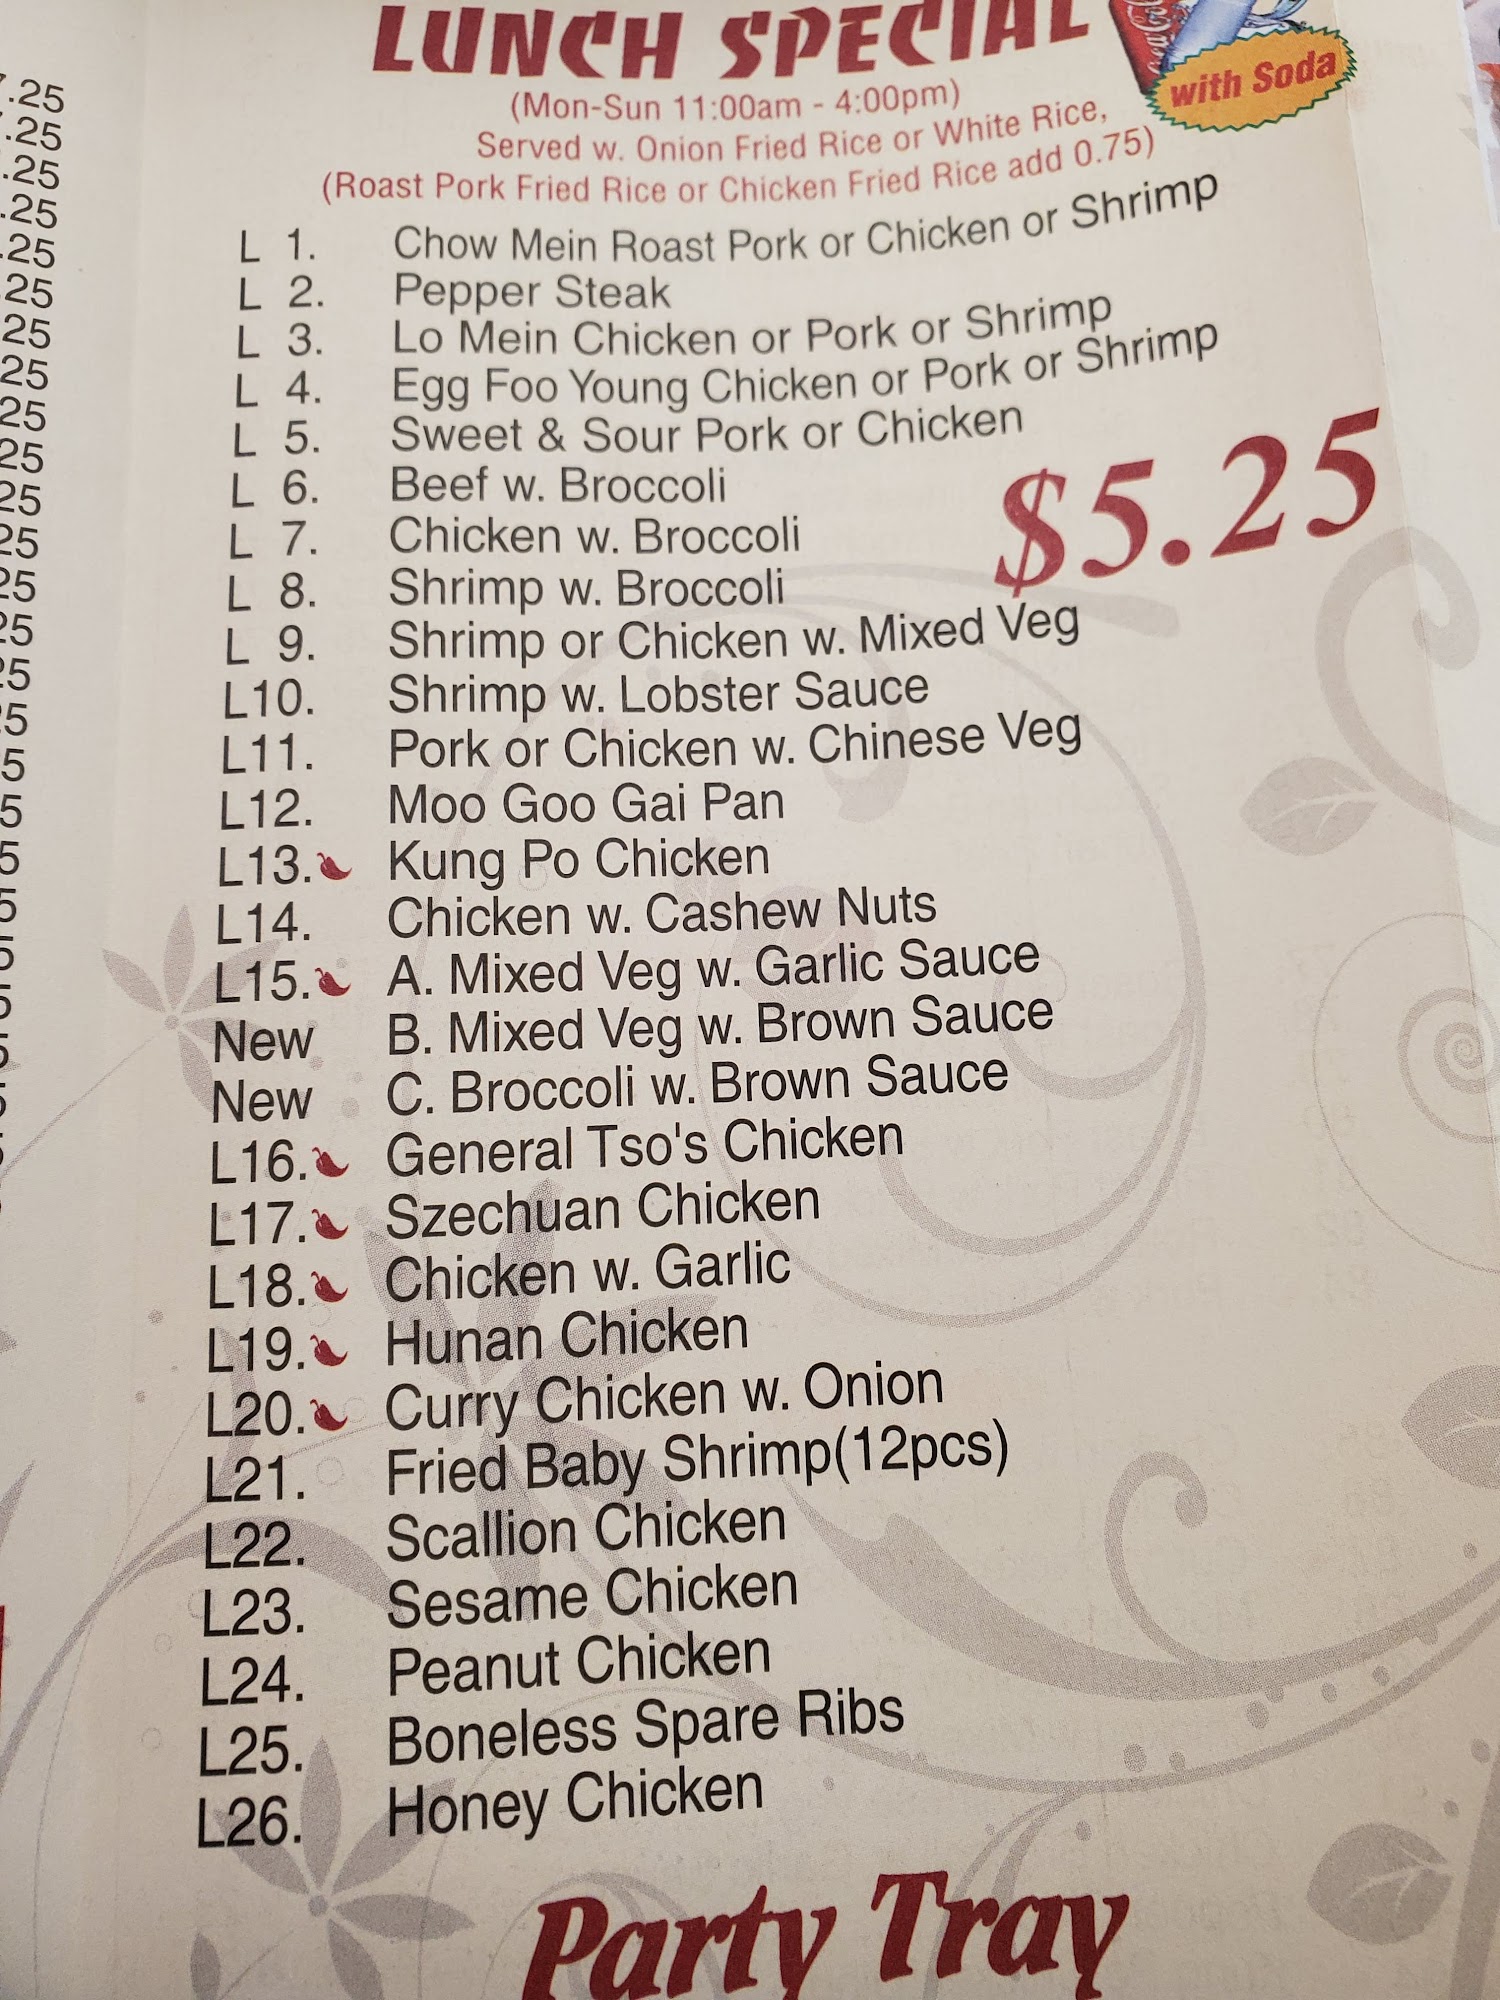 LUNCH SPECIAL
with Soda
(Mon-Sun 11:00am - 4:00pm)
Served w. Onion Fried Rice or White Rice,
(Roast Pork Fried Rice or Chicken Fried Rice add 0.75)
L 1. Chow Mein Roast Pork or Chicken or Shrimp
L 2. Pepper Steak
L 3. Lo Mein Chicken or Pork or Shrimp
L 4. Egg Foo Young Chicken or Pork or Shrimp
L 5. Sweet & Sour Pork or Chicken
$5.25
L 6. Beef w. Broccoli
L 7. Chicken w. Broccoli
L 8. Shrimp w. Broccoli
L 9. Shrimp or Chicken w. Mixed Veg
L10. Shrimp w. Lobster Sauce
L11. Pork or Chicken w. Chinese Veg
L12. Moo Goo Gai Pan
L13. Kung Po Chicken
L14. Chicken w. Cashew Nuts
L15. A. Mixed Veg w. Garlic Sauce
New B. Mixed Veg w. Brown Sauce
New C. Broccoli w. Brown Sauce
L16. General Tso's Chicken
L17. Szechuan Chicken
L18. Chicken w. Garlic
L19. Hunan Chicken
L20. Curry Chicken w. Onion
L21. Fried Baby Shrimp(12pcs)
L22. Scallion Chicken
L23. Sesame Chicken
L24. Peanut Chicken
L25. Boneless Spare Ribs
L26. Honey Chicken
Party Tray